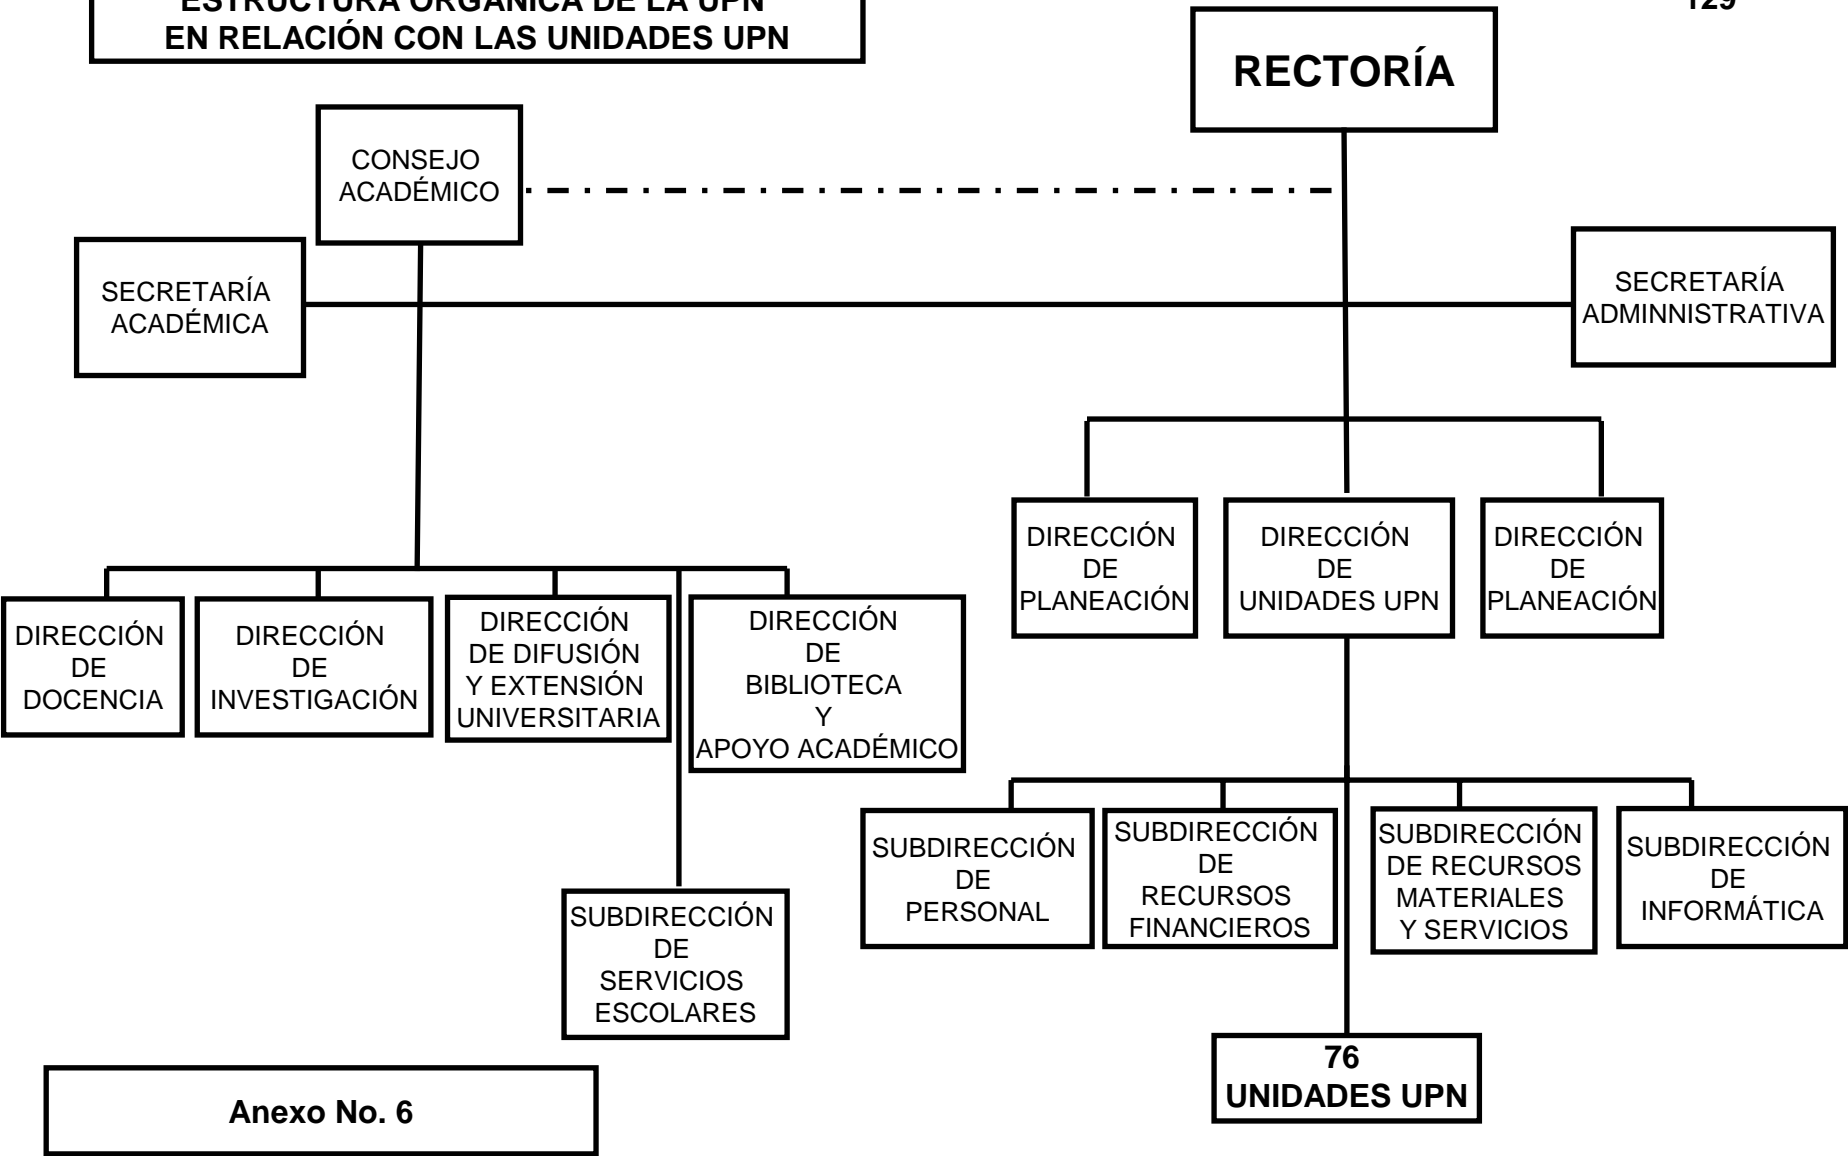 ESTRUCTURA ORGÁNICA DE LA UPN
EN RELACIÓN CON LAS UNIDADES UPN
129
RECTORÍA
CONSEJO
ACADÉMICO
SECRETARÍA
ACADÉMICA
SECRETARÍA
ADMINNISTRATIVA
DIRECCIÓN
DE
PLANEACIÓN
DIRECCIÓN
DE
UNIDADES UPN
DIRECCIÓN
DE
PLANEACIÓN
DIRECCIÓN
DE
DOCENCIA
DIRECCIÓN
DE
INVESTIGACIÓN
DIRECCIÓN
DE DIFUSIÓN
Y EXTENSIÓN
UNIVERSITARIA
DIRECCIÓN
DE
BIBLIOTECA
Y
APOYO ACADÉMICO
SUBDIRECCIÓN
DE
PERSONAL
SUBDIRECCIÓN
DE
RECURSOS
FINANCIEROS
SUBDIRECCIÓN
DE RECURSOS
MATERIALES
Y SERVICIOS
SUBDIRECCIÓN
DE
INFORMÁTICA
SUBDIRECCIÓN
DE
SERVICIOS
ESCOLARES
76
UNIDADES UPN
Anexo No. 6